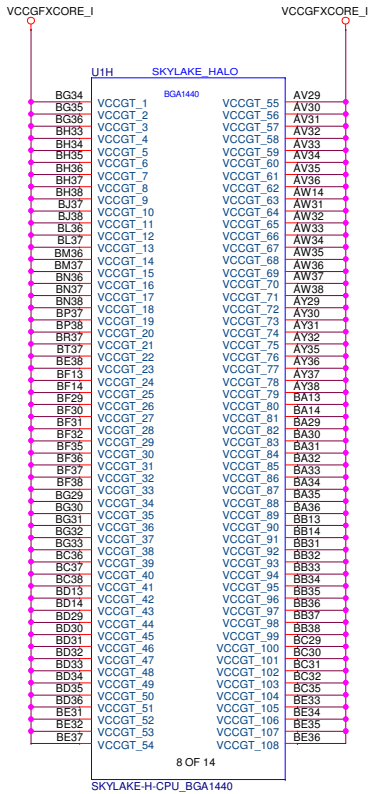 VCCGFXCORE_I VCCGFXCORE_I
U1H SKYLAKE_HALO
BGA1440
BG34 VCCGT_1 VCCGT_55 AV29
BG35 VCCGT_2 VCCGT_56 AV30
BG36 VCCGT_3 VCCGT_57 AV31
BH33 VCCGT_4 VCCGT_58 AV32
BH34 VCCGT_5 VCCGT_59 AV33
BH35 VCCGT_6 VCCGT_60 AV34
BH36 VCCGT_7 VCCGT_61 AV35
BH37 VCCGT_8 VCCGT_62 AV36
BH38 VCCGT_9 VCCGT_63 AW14
BJ37 VCCGT_10 VCCGT_64 AW31
BJ38 VCCGT_11 VCCGT_65 AW32
BL36 VCCGT_12 VCCGT_66 AW33
BL37 VCCGT_13 VCCGT_67 AW34
BM36 VCCGT_14 VCCGT_68 AW35
BM37 VCCGT_15 VCCGT_69 AW36
BN36 VCCGT_16 VCCGT_70 AW37
BN37 VCCGT_17 VCCGT_71 AW38
BN38 VCCGT_18 VCCGT_72 AY29
BP37 VCCGT_19 VCCGT_73 AY30
BP38 VCCGT_20 VCCGT_74 AY31
BR37 VCCGT_21 VCCGT_75 AY32
BT37 VCCGT_22 VCCGT_76 AY35
BE38 VCCGT_23 VCCGT_77 AY36
BF13 VCCGT_24 VCCGT_78 AY37
BF14 VCCGT_25 VCCGT_79 AY38
BF29 VCCGT_26 VCCGT_80 BA13
BF30 VCCGT_27 VCCGT_81 BA14
BF31 VCCGT_28 VCCGT_82 BA29
BF32 VCCGT_29 VCCGT_83 BA30
BF35 VCCGT_30 VCCGT_84 BA31
BF36 VCCGT_31 VCCGT_85 BA32
BF37 VCCGT_32 VCCGT_86 BA33
BF38 VCCGT_33 VCCGT_87 BA34
BG29 VCCGT_34 VCCGT_88 BA35
BG30 VCCGT_35 VCCGT_89 BA36
BG31 VCCGT_36 VCCGT_90 BB13
BG32 VCCGT_37 VCCGT_91 BB14
BG33 VCCGT_38 VCCGT_92 BB31
BC36 VCCGT_39 VCCGT_93 BB32
BC37 VCCGT_40 VCCGT_94 BB33
BC38 VCCGT_41 VCCGT_95 BB34
BD13 VCCGT_42 VCCGT_96 BB35
BD14 VCCGT_43 VCCGT_97 BB36
BD29 VCCGT_44 VCCGT_98 BB37
BD30 VCCGT_45 VCCGT_99 BB38
BD31 VCCGT_46 VCCGT_100 BC29
BD32 VCCGT_47 VCCGT_101 BC30
BD33 VCCGT_48 VCCGT_102 BC31
BD34 VCCGT_49 VCCGT_103 BC32
BD35 VCCGT_50 VCCGT_104 BC35
BD36 VCCGT_51 VCCGT_105 BE33
BE31 VCCGT_52 VCCGT_106 BE34
BE32 VCCGT_53 VCCGT_107 BE35
BE37 VCCGT_54 VCCGT_108 BE36
8 OF 14
SKYLAKE-H-CPU_BGA1440